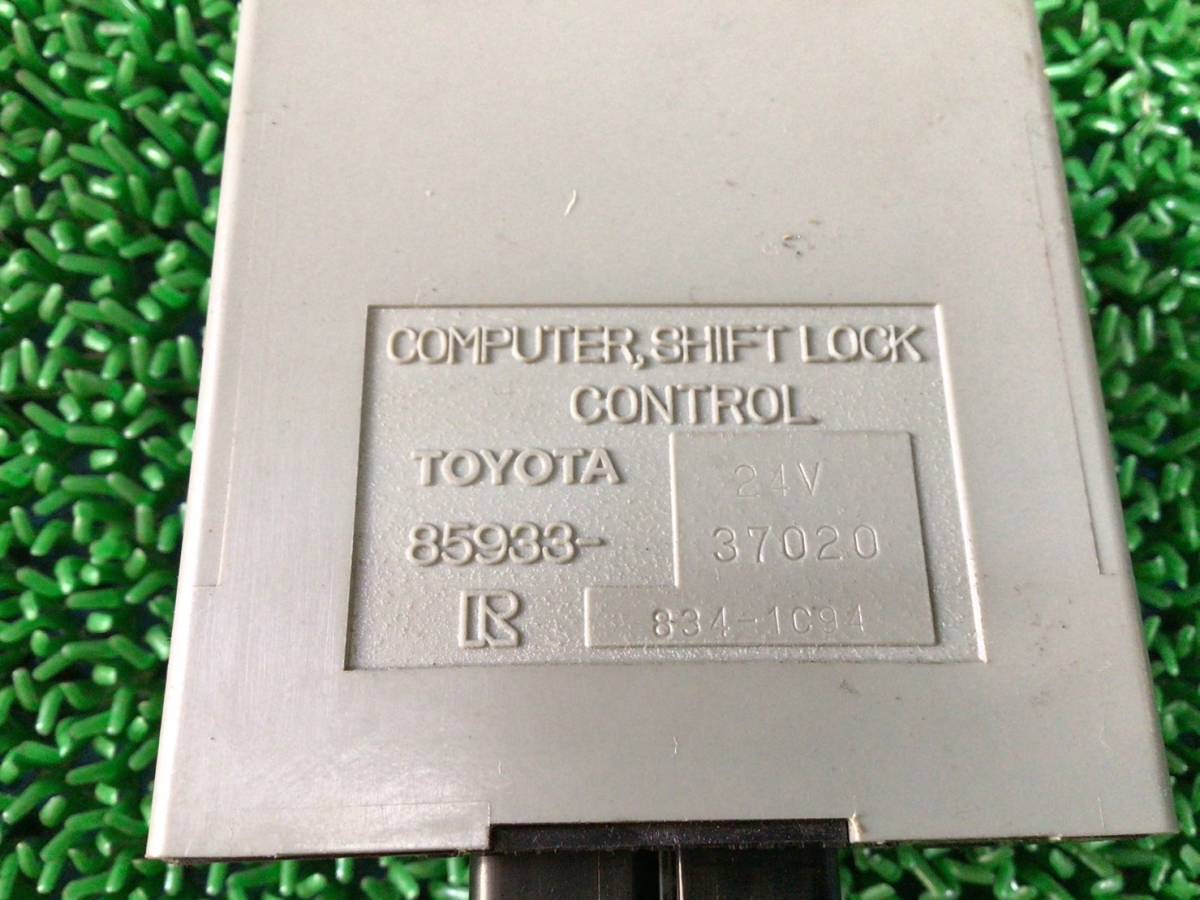 COMPUTER, SHIFT LOCK
CONTROL
TOYOTA 24V
85933- 37020
R 834-1C94